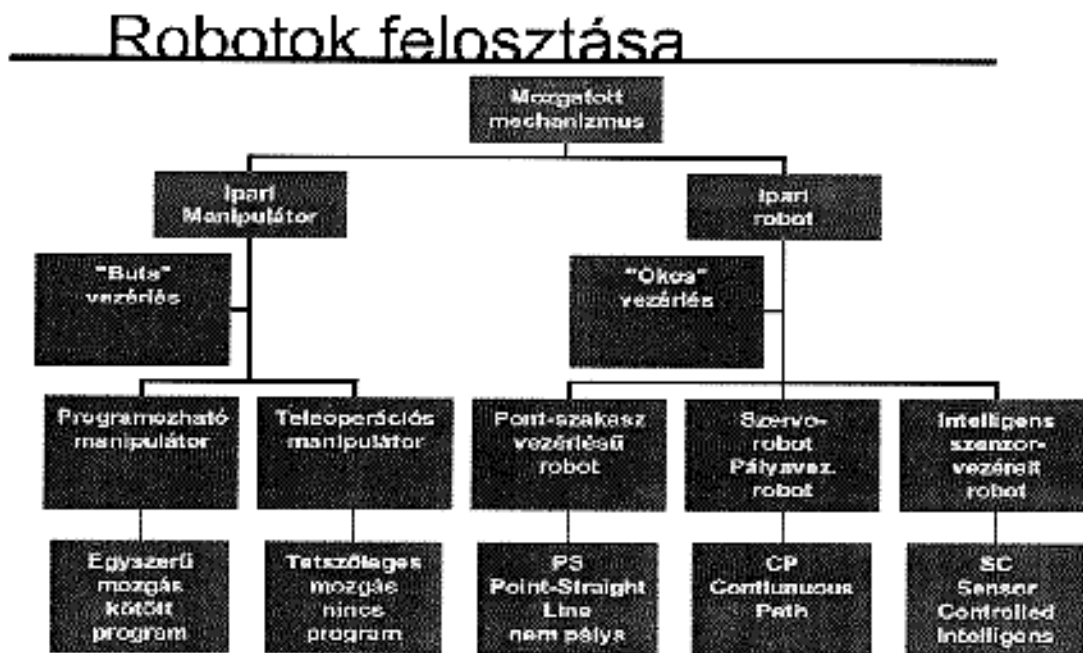 Robotok felosztása
Mozgatott
mechanizmus
Ipari
Manipulátor
Ipari
robot
"Buta"
vezérlés
"Okos"
vezérlés
Programozható
manipulátor
Teleoperációs
manipulátor
Pont-szakasz
vezérlésű
robot
Szervo-
robot
Pályavez.
robot
Intelligens
szenzor-
vezérelt
robot
Egyszerű
mozgás
kötött
program
Tetszőleges
mozgás
nincs
program
PS
Point-Straight
Line
nem pálya
CP
Contiunuous
Path
SC
Sensor
Controlled
Intelligens